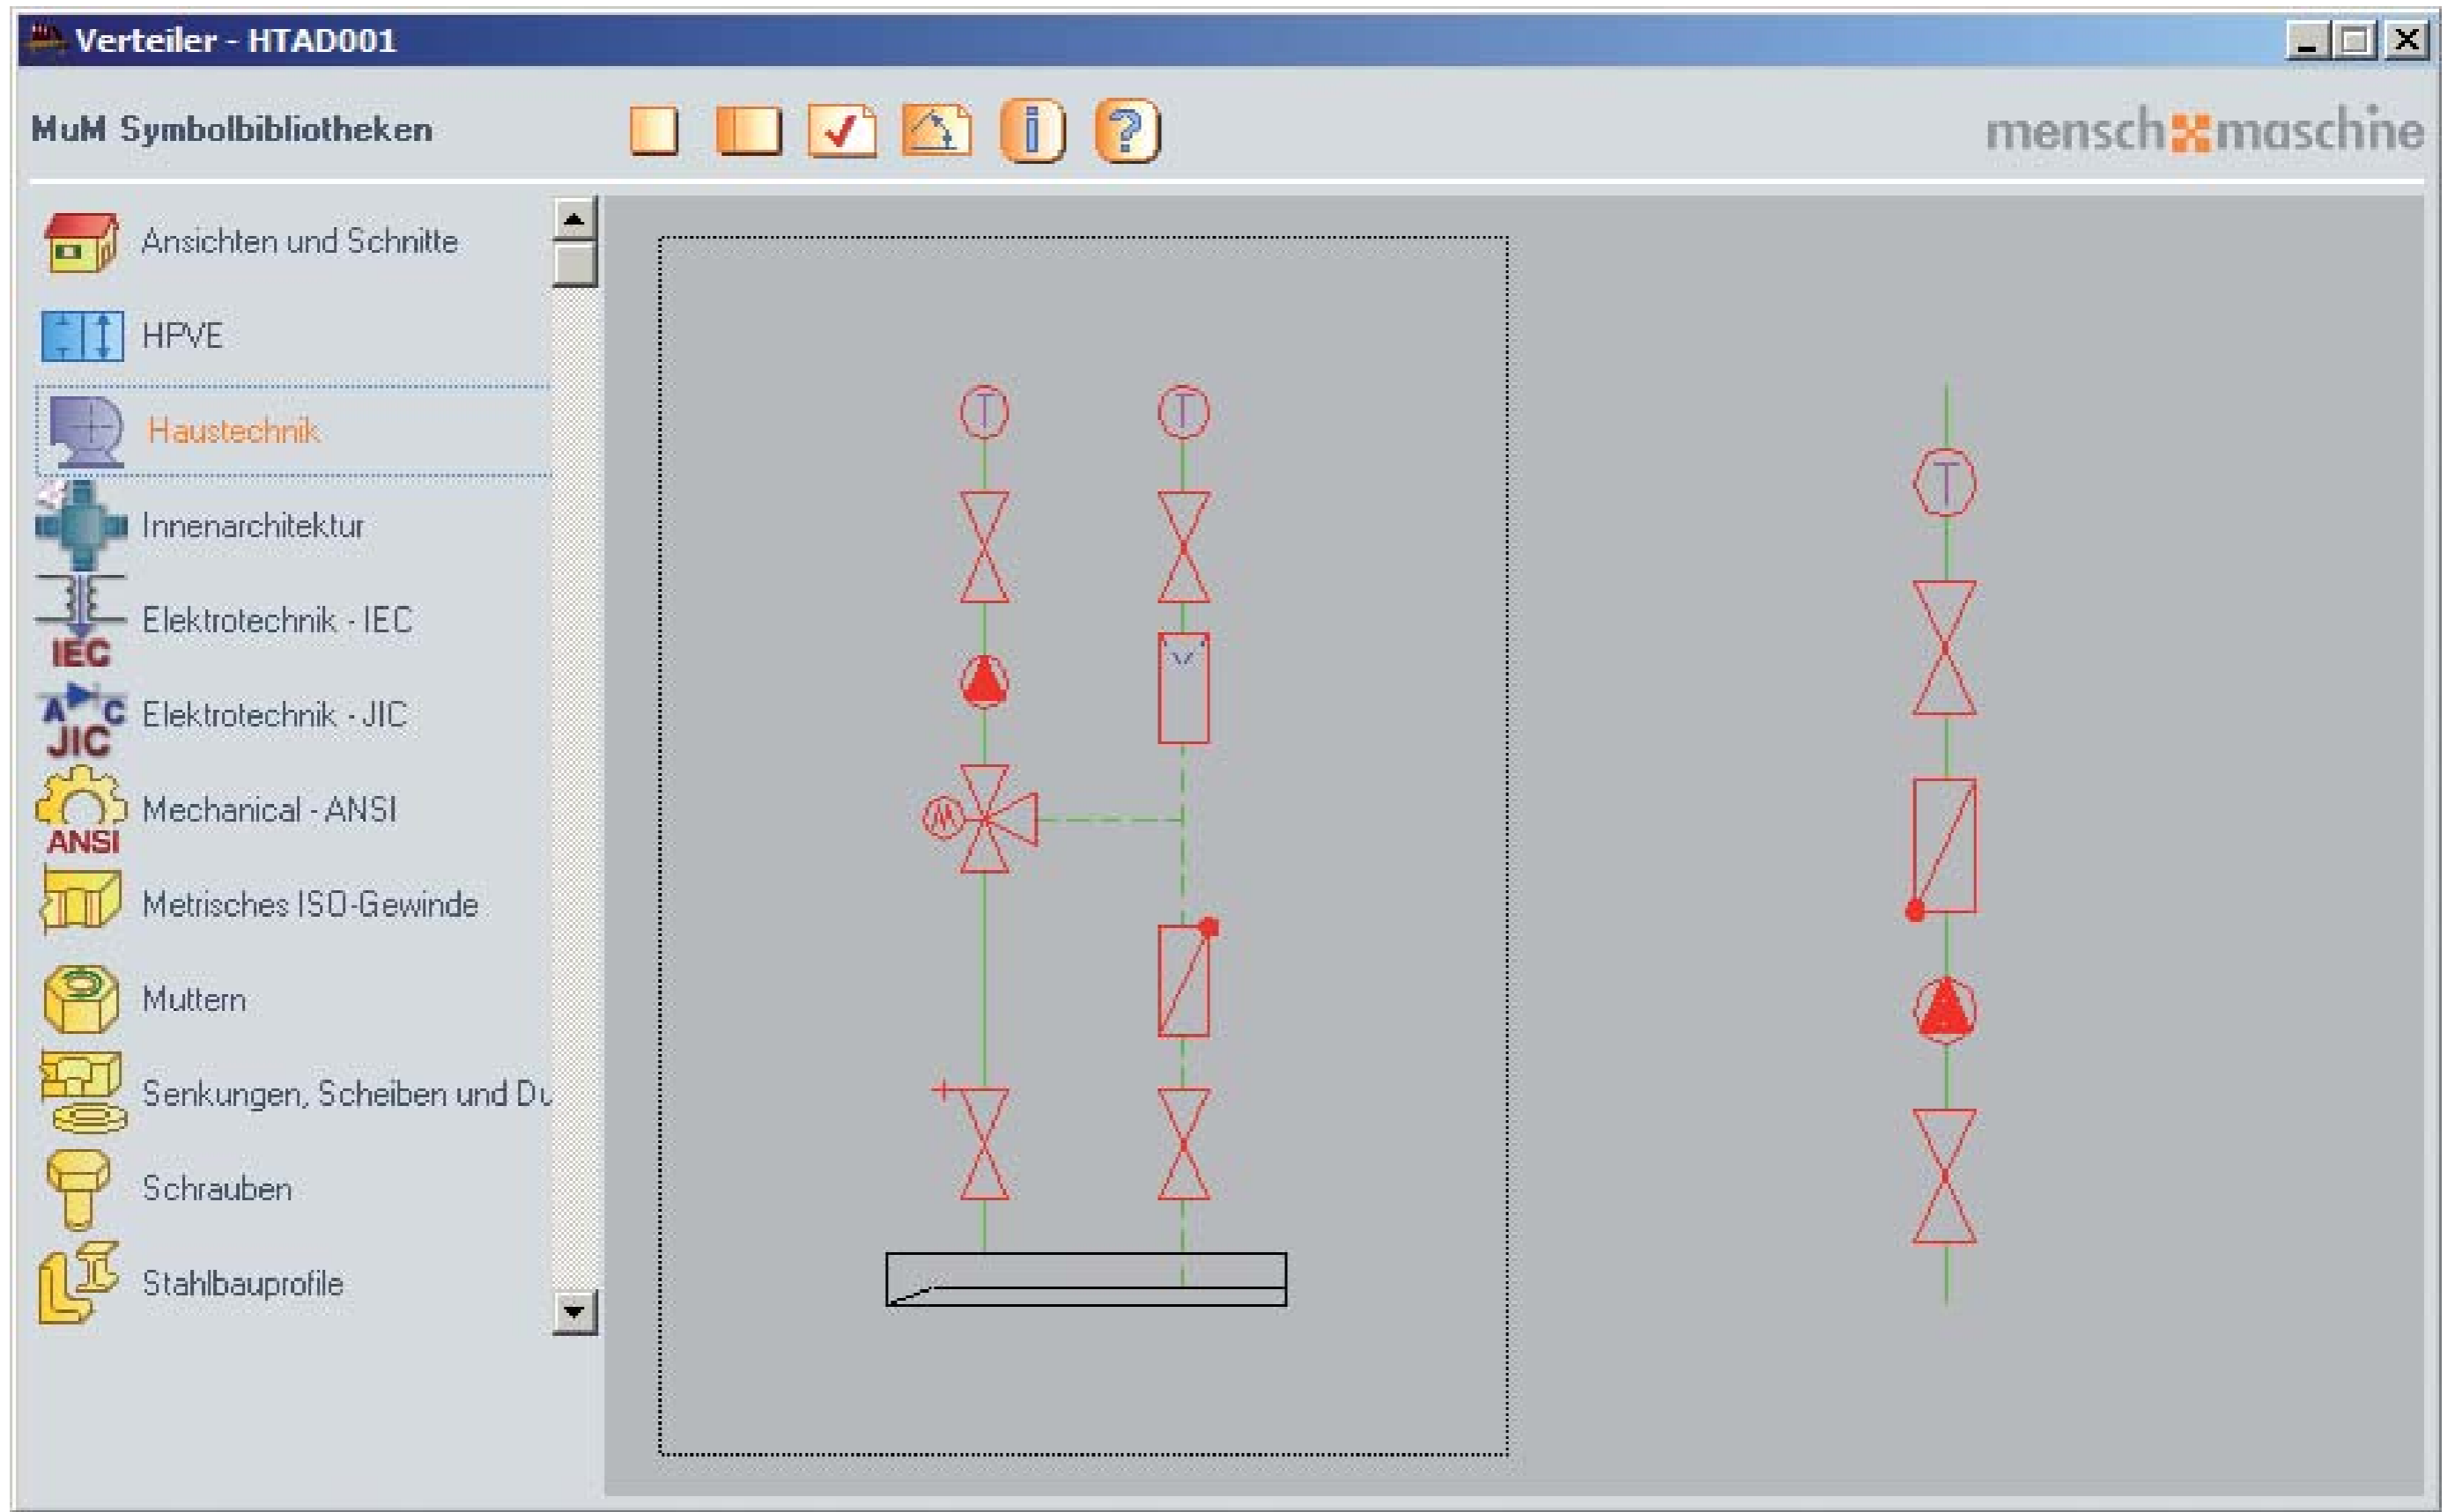 Verteiler - HTAD001
MuM Symbolbibliotheken
mensch maschine
Ansichten und Schnitte
HPVE
Haustechnik
Innenarchitektur
IEC
Elektrotechnik - IEC
A C
JIC
Elektrotechnik - JIC
ANSI
Mechanical - ANSI
Metrisches ISO-Gewinde
Muttern
Senkungen, Scheiben und Du
Schrauben
Stahlbauprofile
T T
T
M